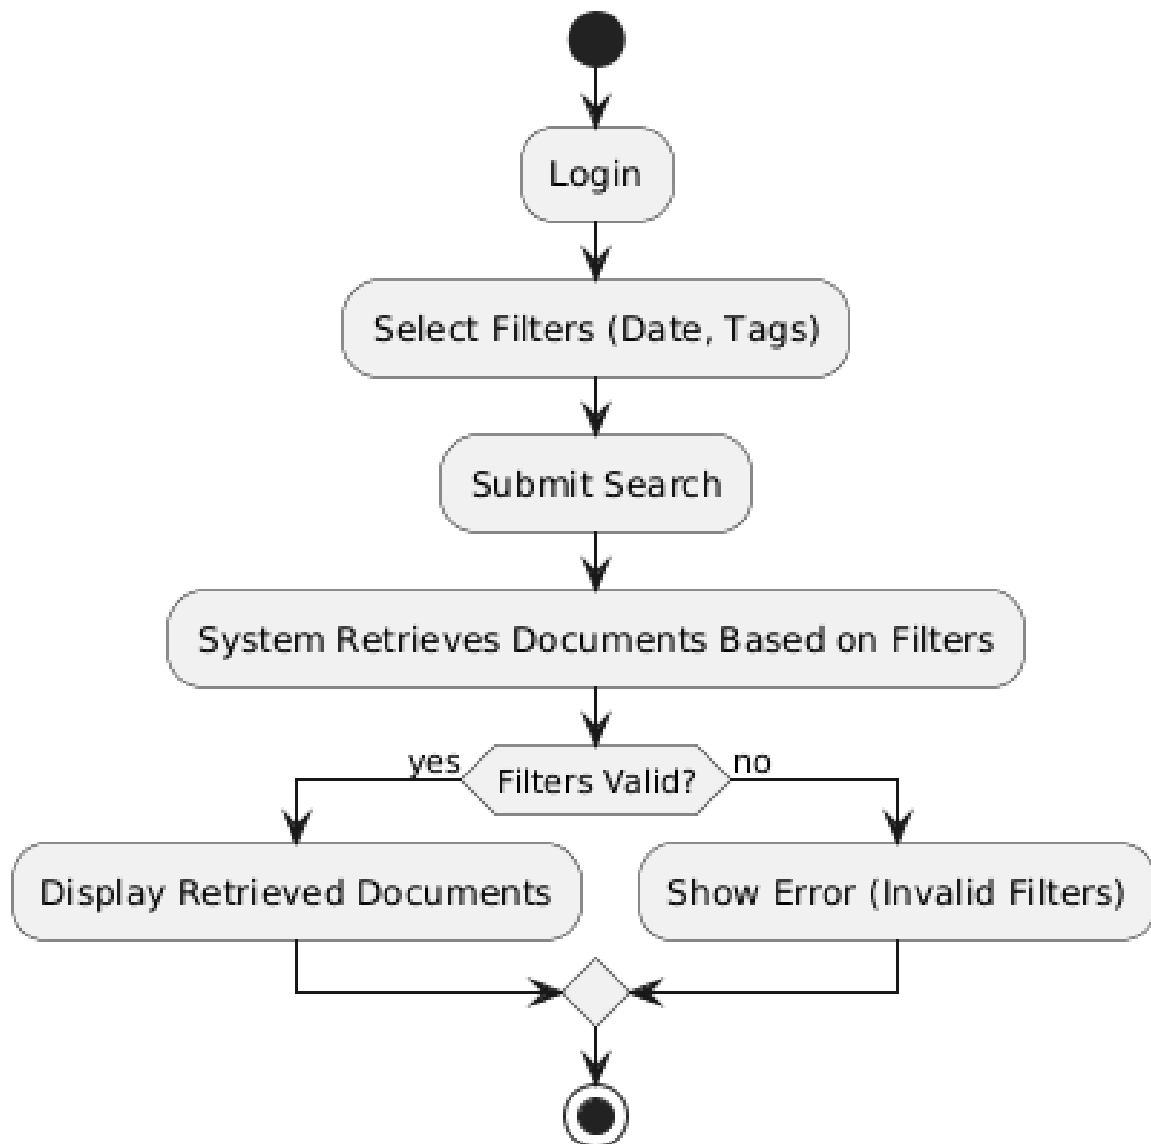 Login
Select Filters (Date, Tags)
Submit Search
System Retrieves Documents Based on Filters
yes
Filters Valid?
no
Display Retrieved Documents
Show Error (Invalid Filters)